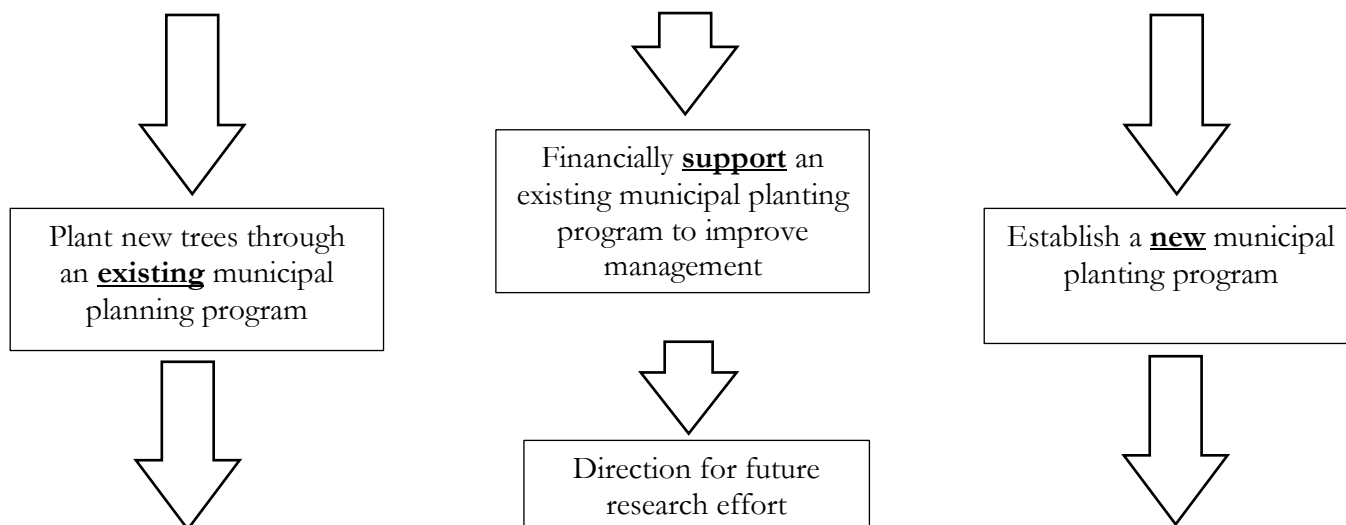 Plant new trees through
an existing municipal
planning program
Financially support an
existing municipal planting
program to improve
management
Establish a new municipal
planting program
Direction for future
research effort